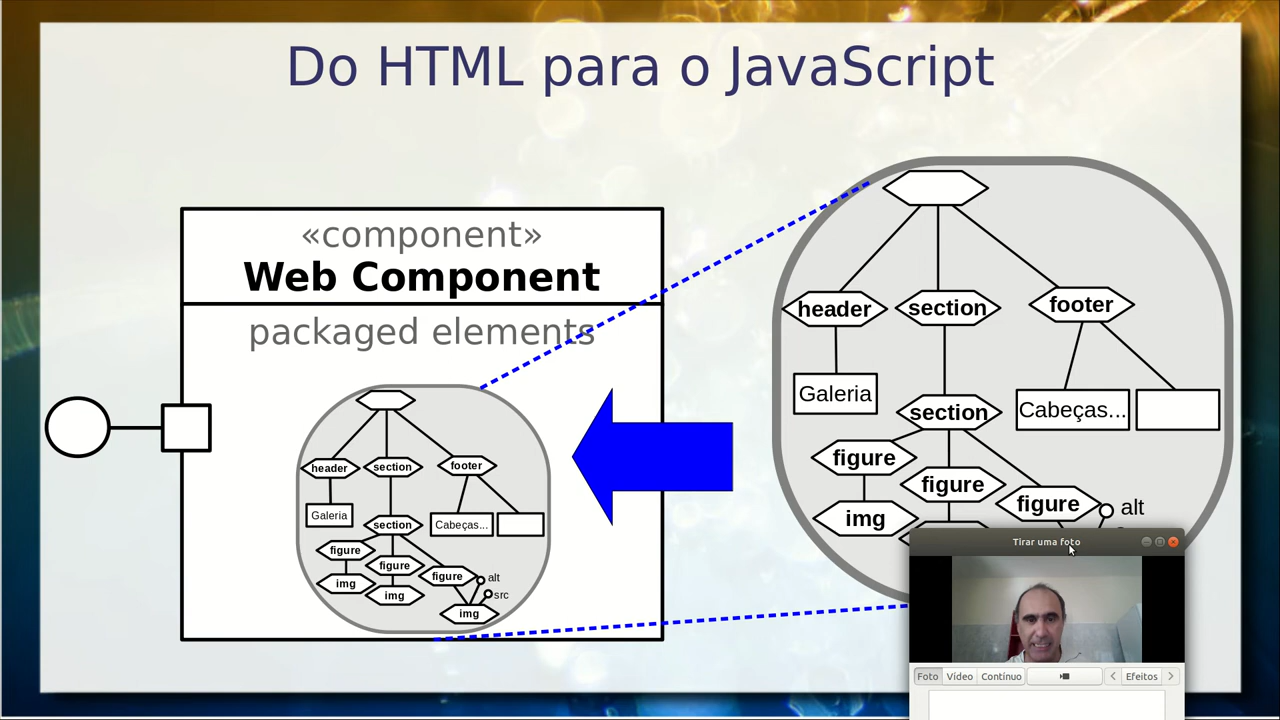 Do HTML para o JavaScript
«component»
Web Component
packaged elements
header
section
footer
Galeria
Cabeças...
section
figure
figure
figure
alt
src
img
img
img
header
section
footer
Galeria
Cabeças...
section
figure
figure
figure
alt
img
Tirar uma foto
Foto
Vídeo
Contínuo
Efeitos